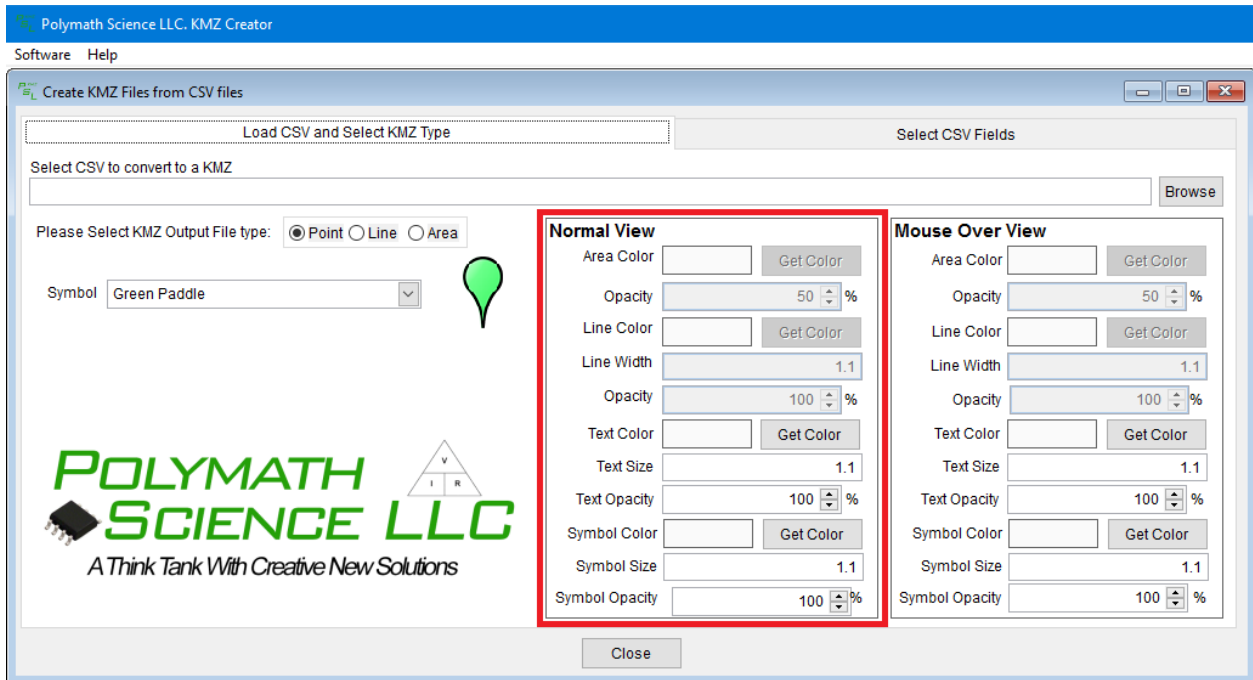 Polymath Science LLC. KMZ Creator
Software Help
Create KMZ Files from CSV files
Load CSV and Select KMZ Type
Select CSV Fields
Select CSV to convert to a KMZ
Browse
Please Select KMZ Output File type: Point Line Area
Symbol Green Paddle
POLYMATH
SCIENCE LLC
V
I R
A Think Tank With Creative New Solutions
Normal View
Area Color Get Color
Opacity 50 %
Line Color Get Color
Line Width 1.1
Opacity 100 %
Text Color Get Color
Text Size 1.1
Text Opacity 100 %
Symbol Color Get Color
Symbol Size 1.1
Symbol Opacity 100 %
Mouse Over View
Area Color Get Color
Opacity 50 %
Line Color Get Color
Line Width 1.1
Opacity 100 %
Text Color Get Color
Text Size 1.1
Text Opacity 100 %
Symbol Color Get Color
Symbol Size 1.1
Symbol Opacity 100 %
Close